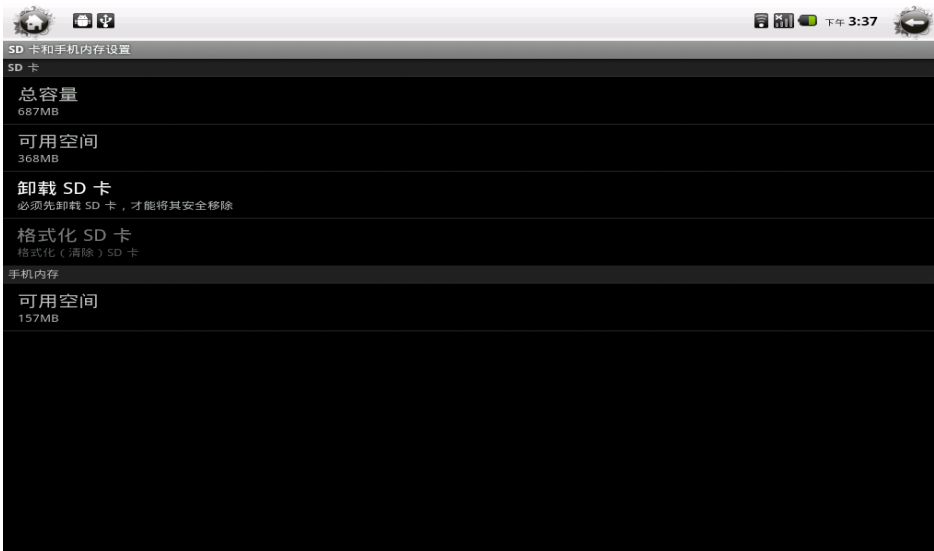 下午 3:37
SD 卡和手机内存设置
SD 卡
总容量
687MB
可用空间
368MB
卸载 SD 卡
必须先卸载 SD 卡，才能将其安全移除
格式化 SD 卡
格式化（清除）SD 卡
手机内存
可用空间
157MB